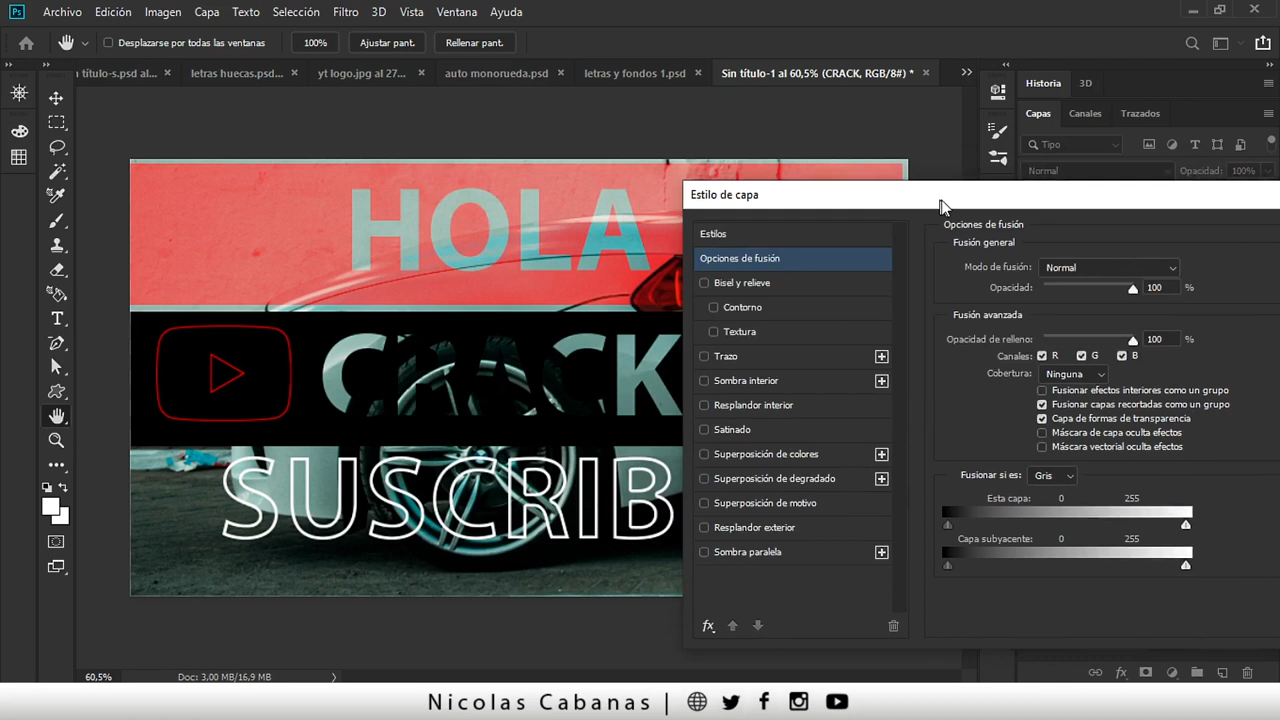 Ps Archivo Edición Imagen Capa Texto Selección Filtro 3D Vista Ventana Ayuda
Desplazarse por todas las ventanas 100% Ajustar pant. Rellenar pant.
n título-s.psd al... × letras huecas.psd... × yt logo.jpg al 27... × auto monorueda.psd × letras y fondos 1.psd × Sin título-1 al 60,5% (CRACK, RGB/8#) * ×
Historia 3D
Capas Canales Trazados
Tipo
Normal Opacidad: 100%
HOLA
CRACK
SUSCRIB
Estilo de capa
Estilos
Opciones de fusión
Bisel y relieve
Contorno
Textura
Trazo
Sombra interior
Resplandor interior
Satinado
Superposición de colores
Superposición de degradado
Superposición de motivo
Resplandor exterior
Sombra paralela
fx
Opciones de fusión
Fusión general
Modo de fusión: Normal
Opacidad: 100 %
Fusión avanzada
Opacidad de relleno: 100 %
Canales: R G B
Cobertura: Ninguna
Fusionar efectos interiores como un grupo
Fusionar capas recortadas como un grupo
Capa de formas de transparencia
Máscara de capa oculta efectos
Máscara vectorial oculta efectos
Fusionar si es: Gris
Esta capa: 0 255
Capa subyacente: 0 255
60,5% Doc: 3,00 MB/16,9 MB
fx
Nicolas Cabanas |